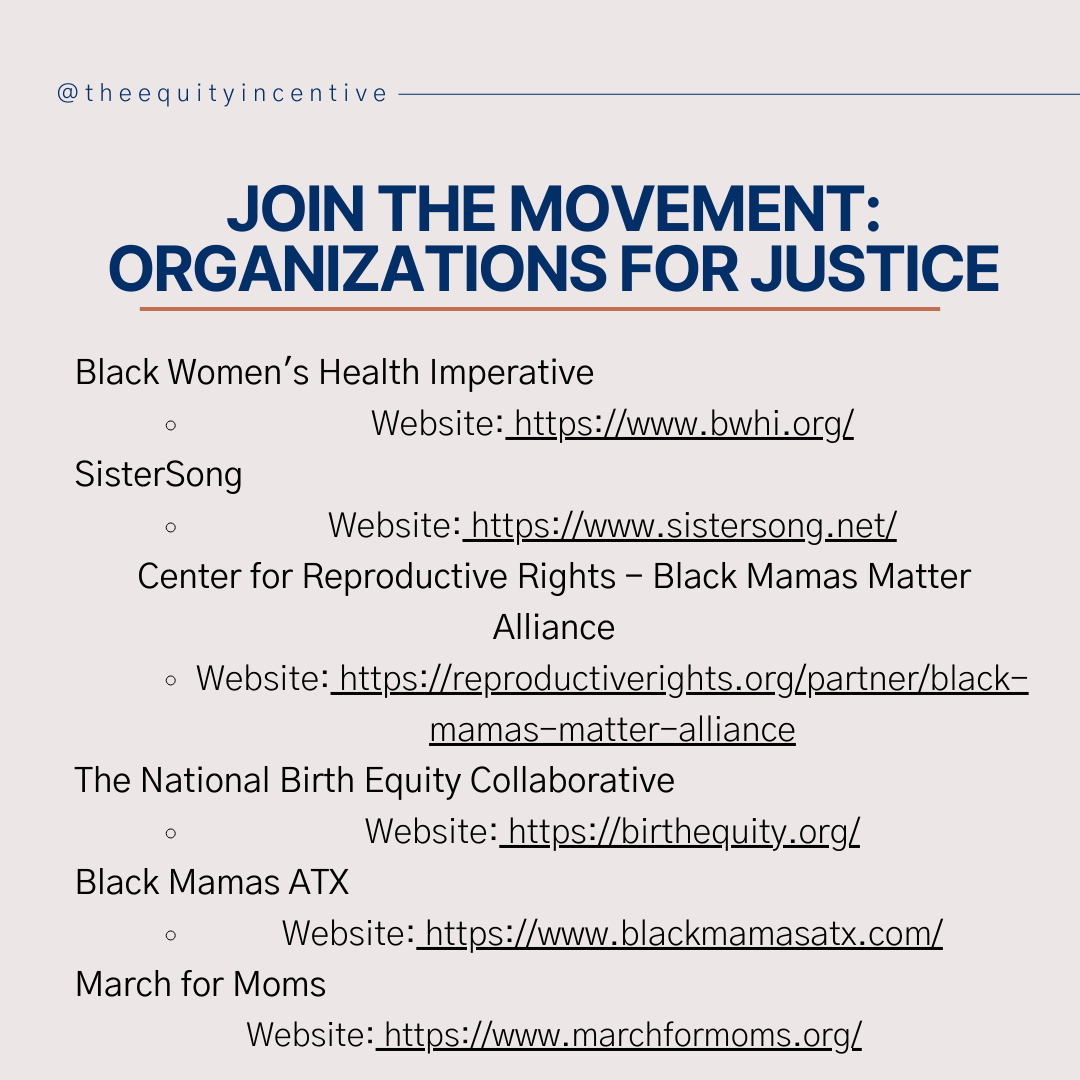 @theequityincentive
JOIN THE MOVEMENT:
ORGANIZATIONS FOR JUSTICE
Black Women's Health Imperative
◦ Website: https://www.bwhi.org/
SisterSong
◦ Website: https://www.sistersong.net/
Center for Reproductive Rights – Black Mamas Matter
Alliance
◦ Website: https://reproductiverights.org/partner/black-
mamas-matter-alliance
The National Birth Equity Collaborative
◦ Website: https://birthequity.org/
Black Mamas ATX
◦ Website: https://www.blackmamasatx.com/
March for Moms
Website: https://www.marchformoms.org/